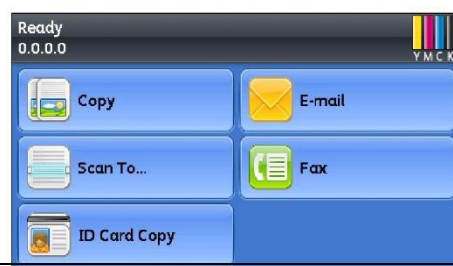 Ready
0.0.0.0
YMCK
Copy
E-mail
Scan To...
Fax
ID Card Copy